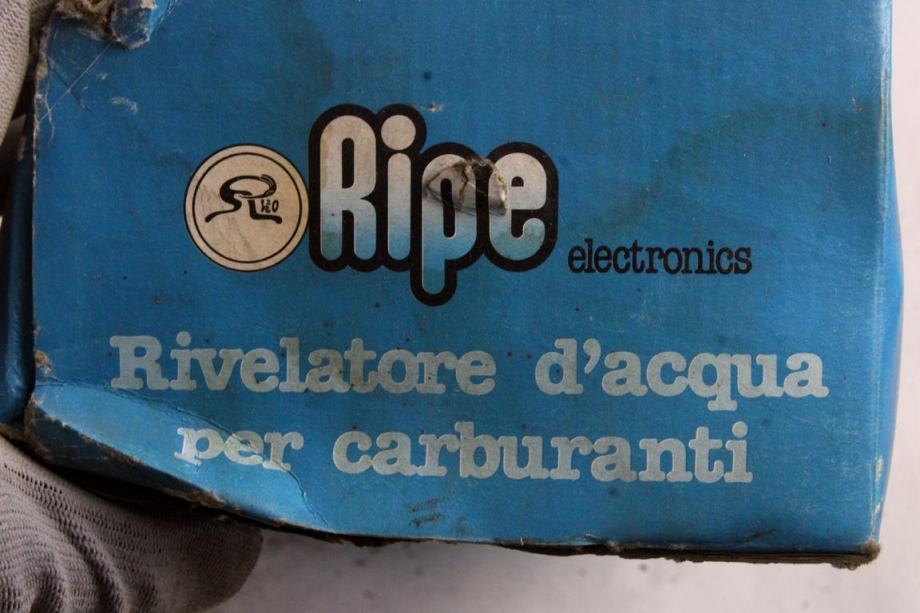 Ripe
electronics
Rivelatore d'acqua
per carburanti